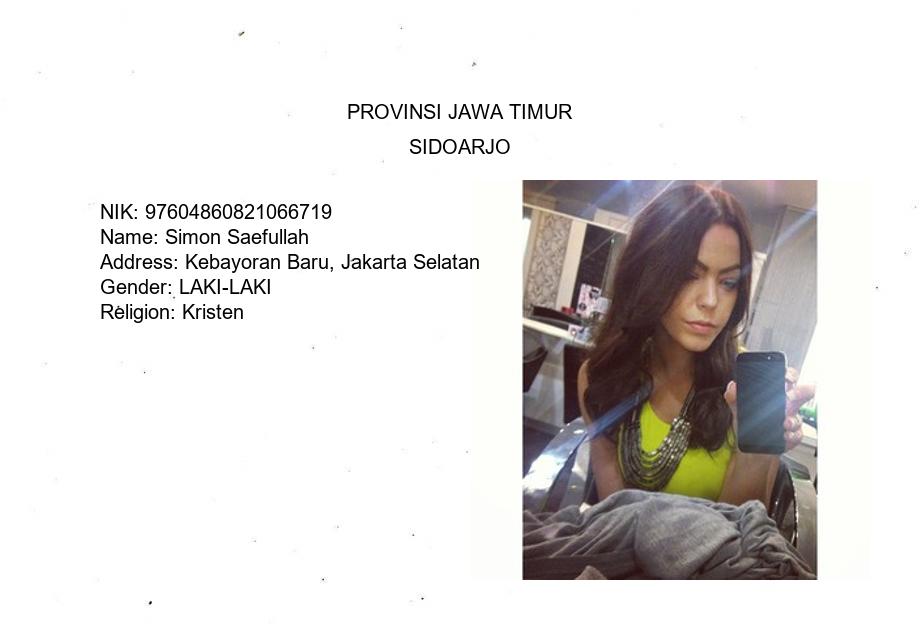 PROVINSI JAWA TIMUR
SIDOARJO
NIK: 97604860821066719
Name: Simon Saefullah
Address: Kebayoran Baru, Jakarta Selatan
Gender: LAKI-LAKI
Religion: Kristen